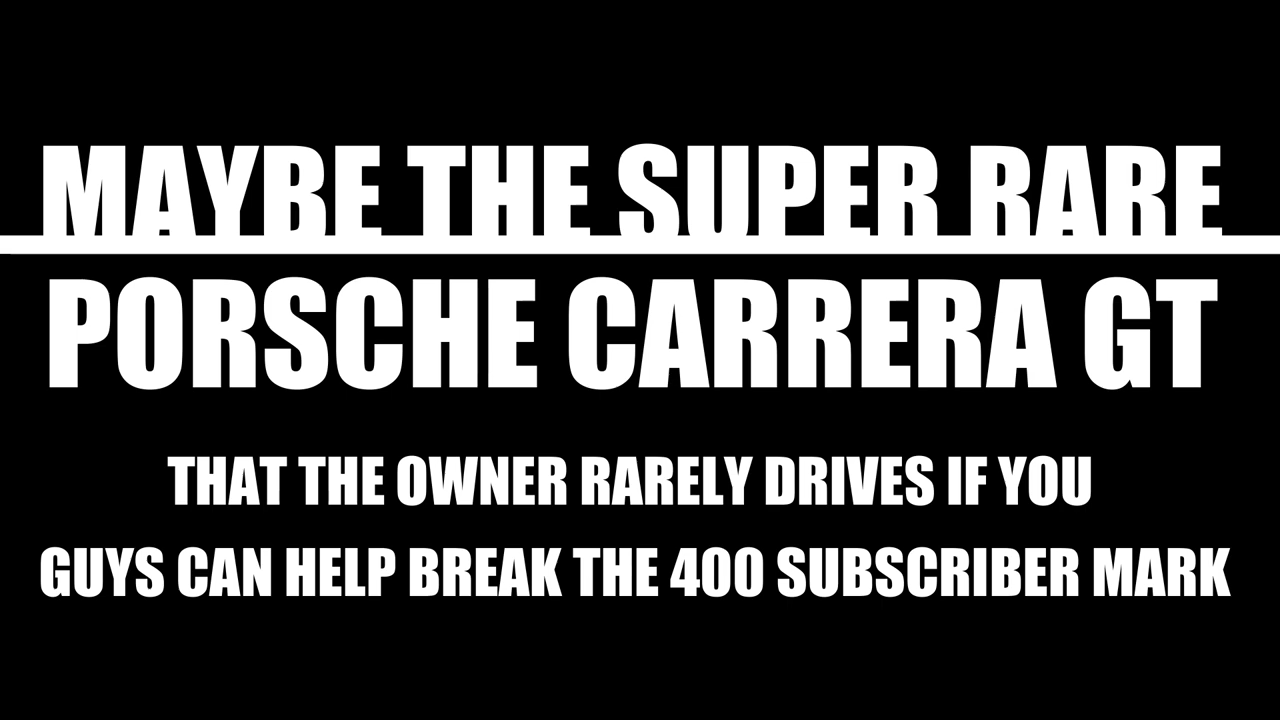 MAYBE THE SUPER RARE
PORSCHE CARRERA GT
THAT THE OWNER RARELY DRIVES IF YOU
GUYS CAN HELP BREAK THE 400 SUBSCRIBER MARK